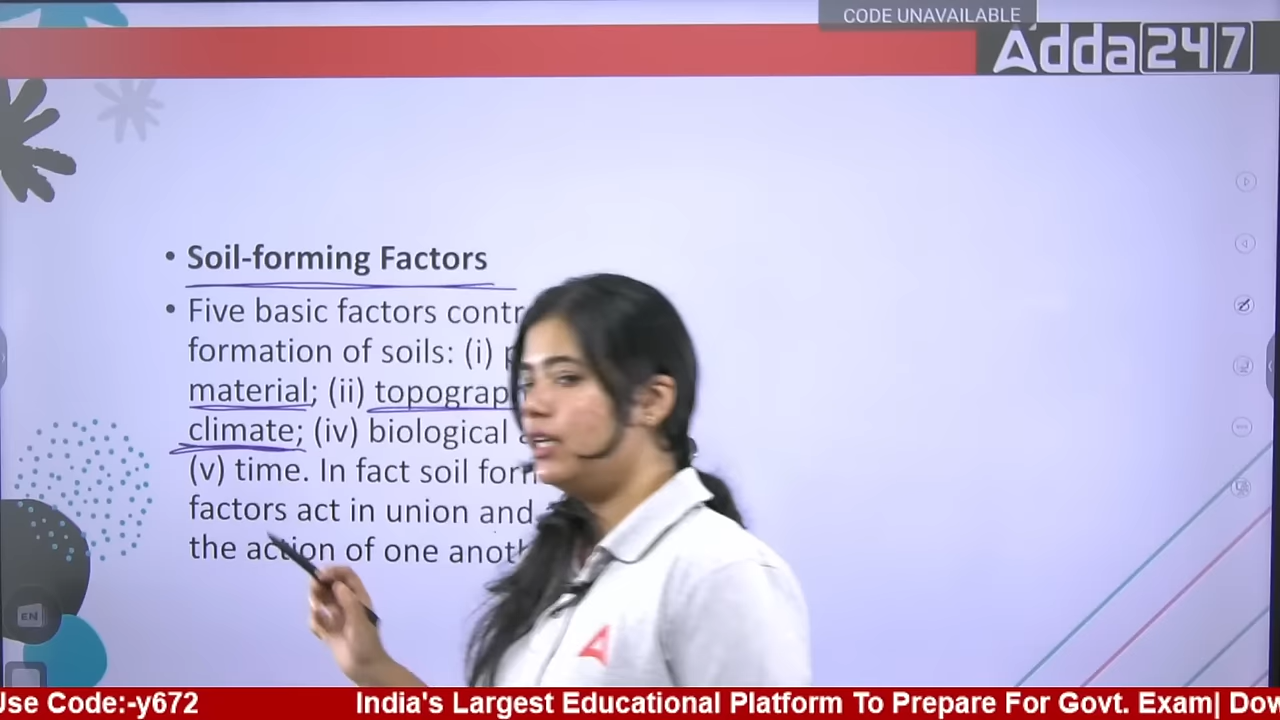 CODE UNAVAILABLE
Adda247
• Soil-forming Factors
• Five basic factors contr
formation of soils: (i) p
material; (ii) topograp
climate; (iv) biological a
(v) time. In fact soil form
factors act in union and
the action of one anoth
EN
Use Code:-y672 India's Largest Educational Platform To Prepare For Govt. Exam| Dow